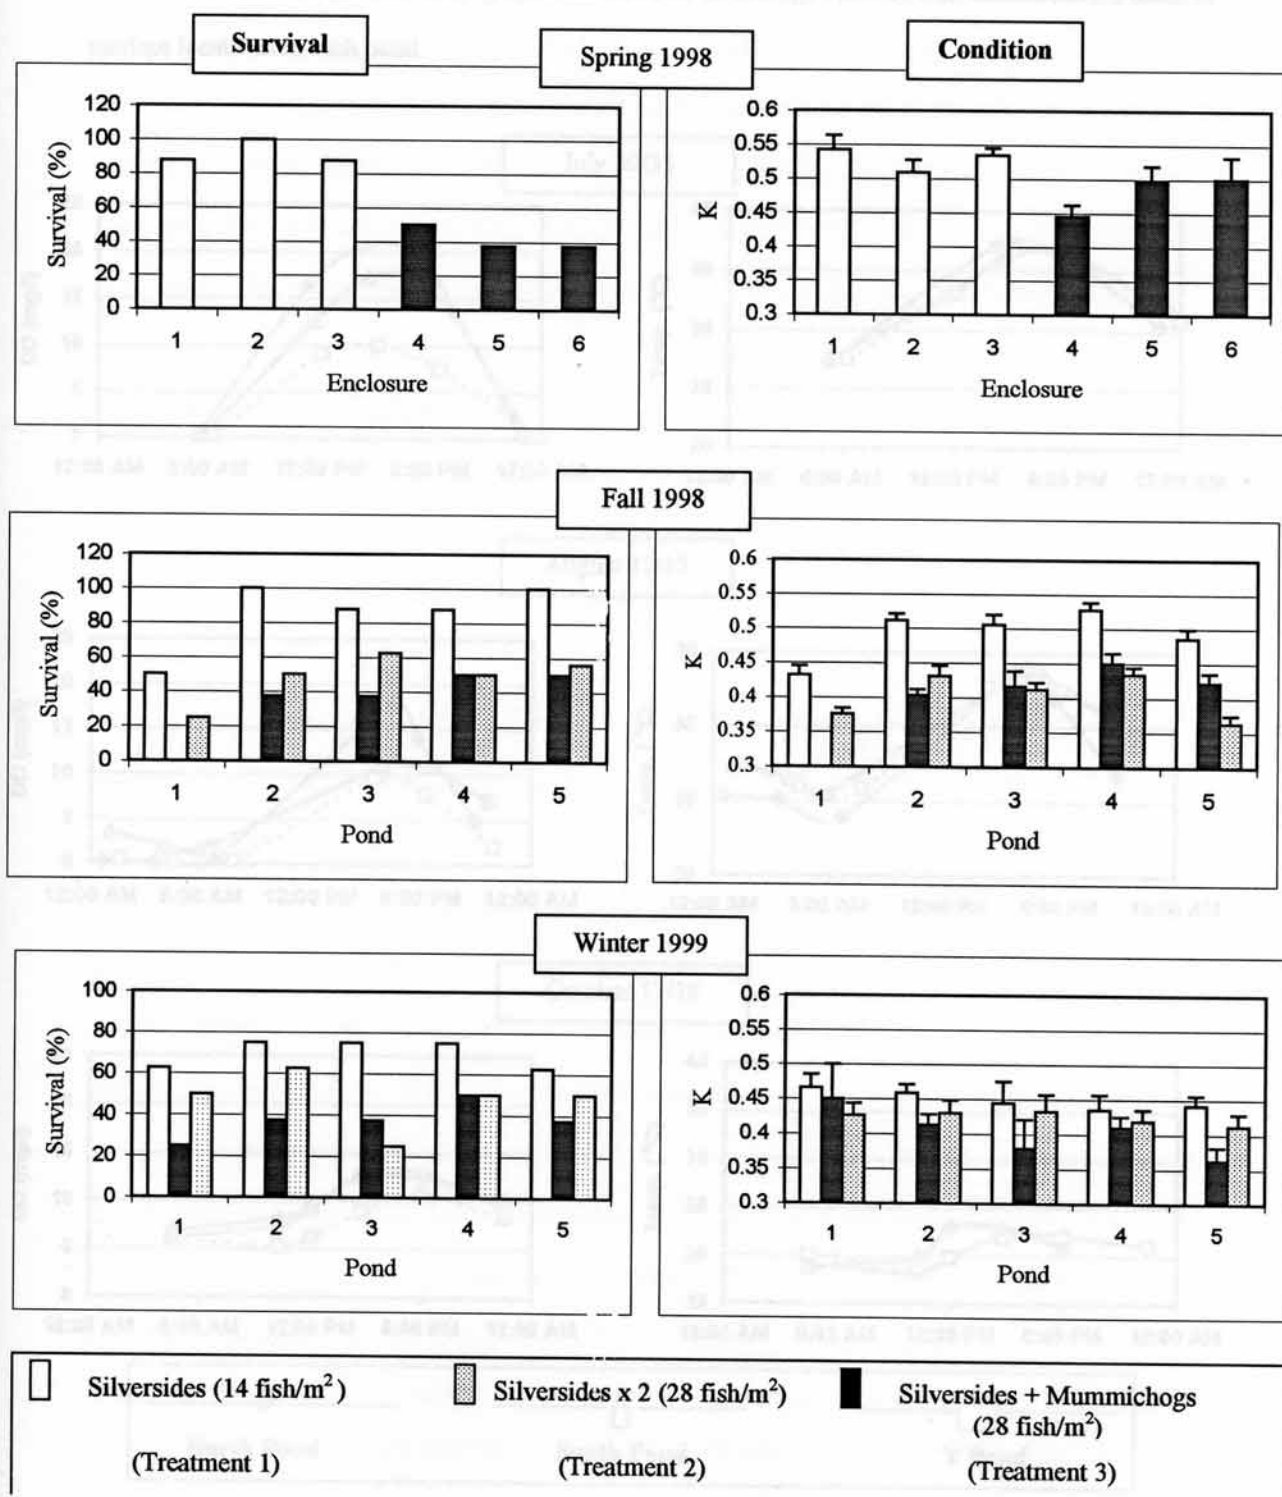 Survival
Spring 1998
Condition
120
100
80
60
40
20
0
Survival (%)
1 2 3 4 5 6
Enclosure
0.6
0.55
0.5
0.45
0.4
0.35
0.3
K
1 2 3 4 5 6
Enclosure
Fall 1998
120
100
80
60
40
20
0
Survival (%)
1 2 3 4 5
Pond
0.6
0.55
0.5
0.45
0.4
0.35
0.3
K
1 2 3 4 5
Pond
Winter 1999
100
80
60
40
20
0
Survival (%)
1 2 3 4 5
Pond
0.6
0.55
0.5
0.45
0.4
0.35
0.3
K
1 2 3 4 5
Pond
Silversides (14 fish/m²)
(Treatment 1)
Silversides x 2 (28 fish/m²)
(Treatment 2)
Silversides + Mummichogs
(28 fish/m²)
(Treatment 3)